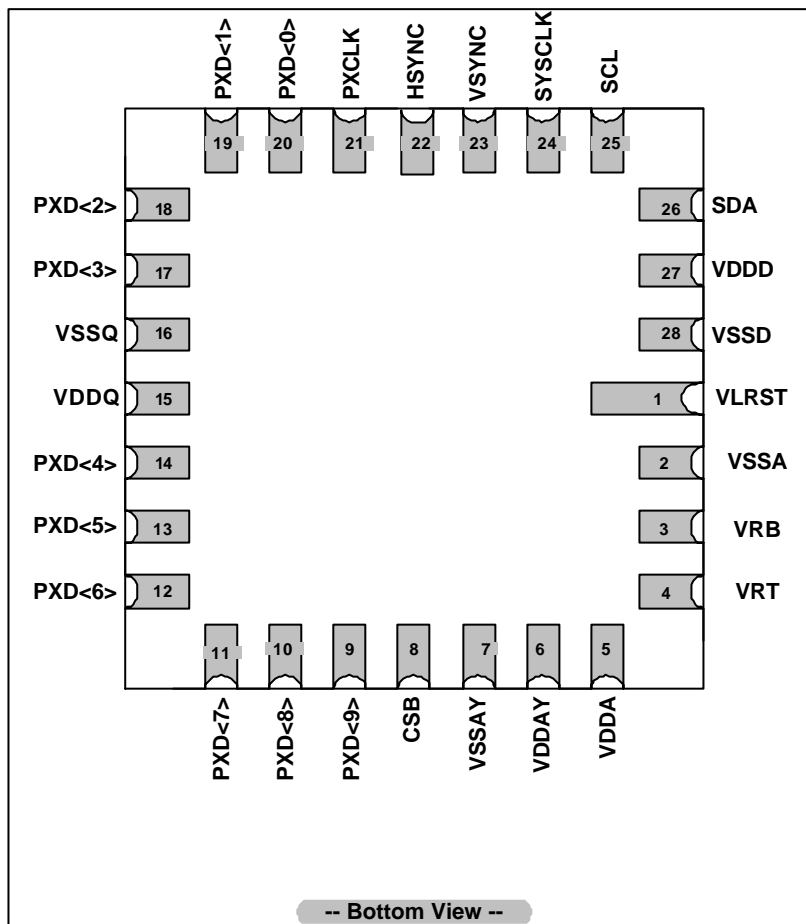 PXD<1>
PXD<0>
PXCLK
HSYNC
VSYNC
SYSCLK
SCL
19
20
21
22
23
24
25
PXD<2> 18
26 SDA
PXD<3> 17
27 VDDD
VSSQ 16
28 VSSD
VDDQ 15
1 VLRST
PXD<4> 14
2 VSSA
PXD<5> 13
3 VRB
PXD<6> 12
4 VRT
11
10
9
8
7
6
5
PXD<7>
PXD<8>
PXD<9>
CSB
VSSAY
VDDAY
VDDA
-- Bottom View --